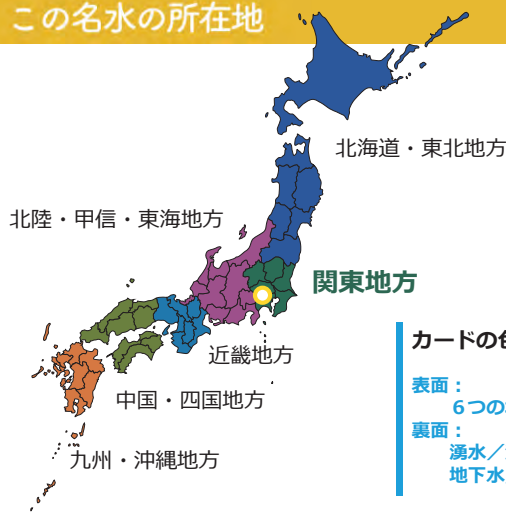 この名水の所在地
北海道・東北地方
北陸・甲信・東海地方
関東地方
近畿地方
中国・四国地方
九州・沖縄地方
カードの
表面：
６つの
裏面：
湧水／
地下水